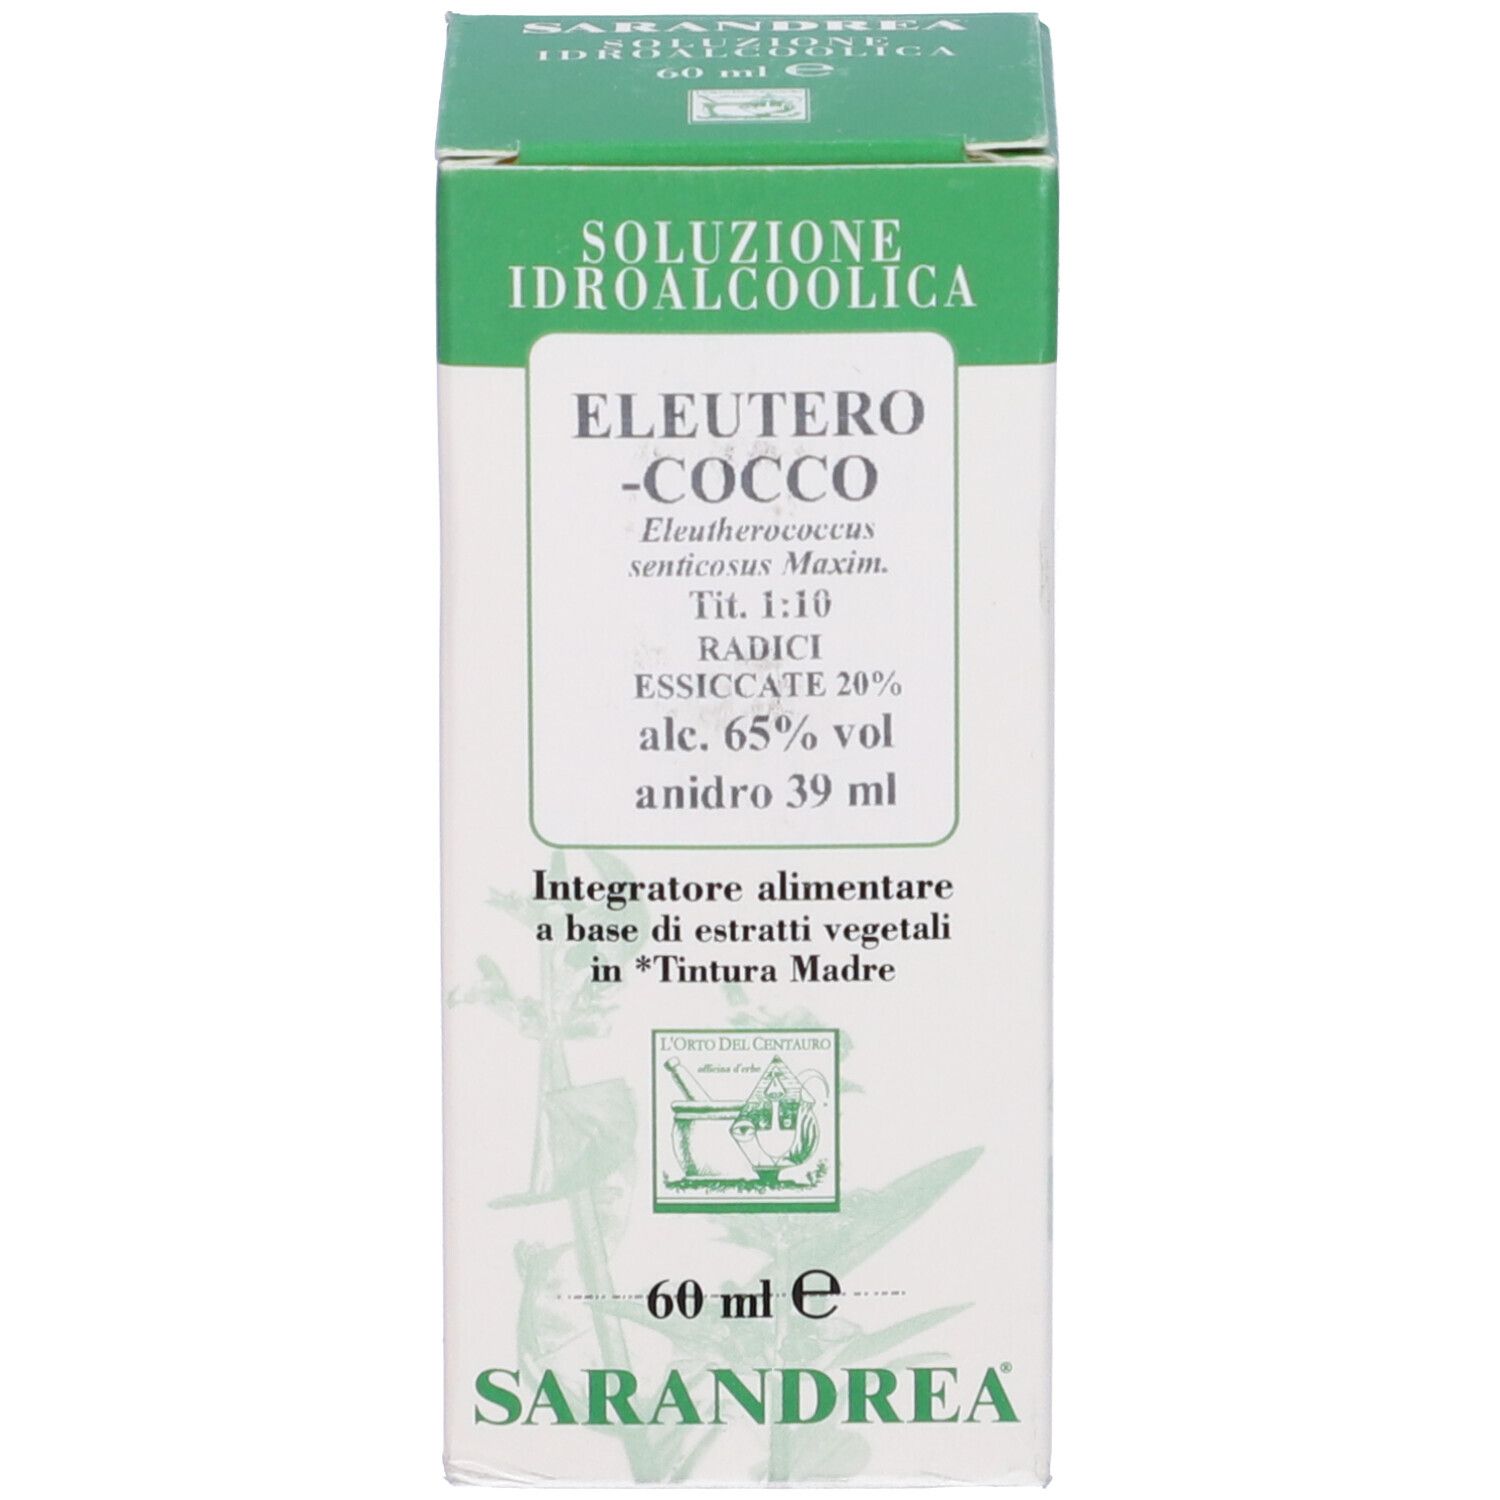 SARANDREA
SOLUZIONE
IDROALCOOLICA
60 ml e
SOLUZIONE
IDROALCOOLICA
ELEUTERO
-COCCO
Eleutherococcus
senticosus Maxim.
Tit. 1:10
RADICI
ESSICCATE 20%
alc. 65% vol
anidro 39 ml
Integratore alimentare
a base di estratti vegetali
in *Tintura Madre
L'ORTO DEL CENTAURO
officina d'erbe
60 ml e
SARANDREA®